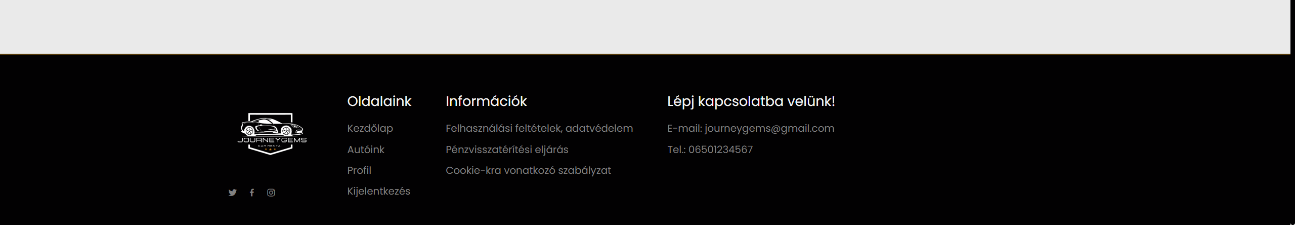 JOURNEYGEMS
Oldalaink
Kezdőlap
Autóink
Profil
Kijelentkezés
Információk
Felhasználási feltételek, adatvédelem
Pénzvisszatérítési eljárás
Cookie-kra vonatkozó szabályzat
Lépj kapcsolatba velünk!
E-mail: journeygems@gmail.com
Tel.: 06501234567